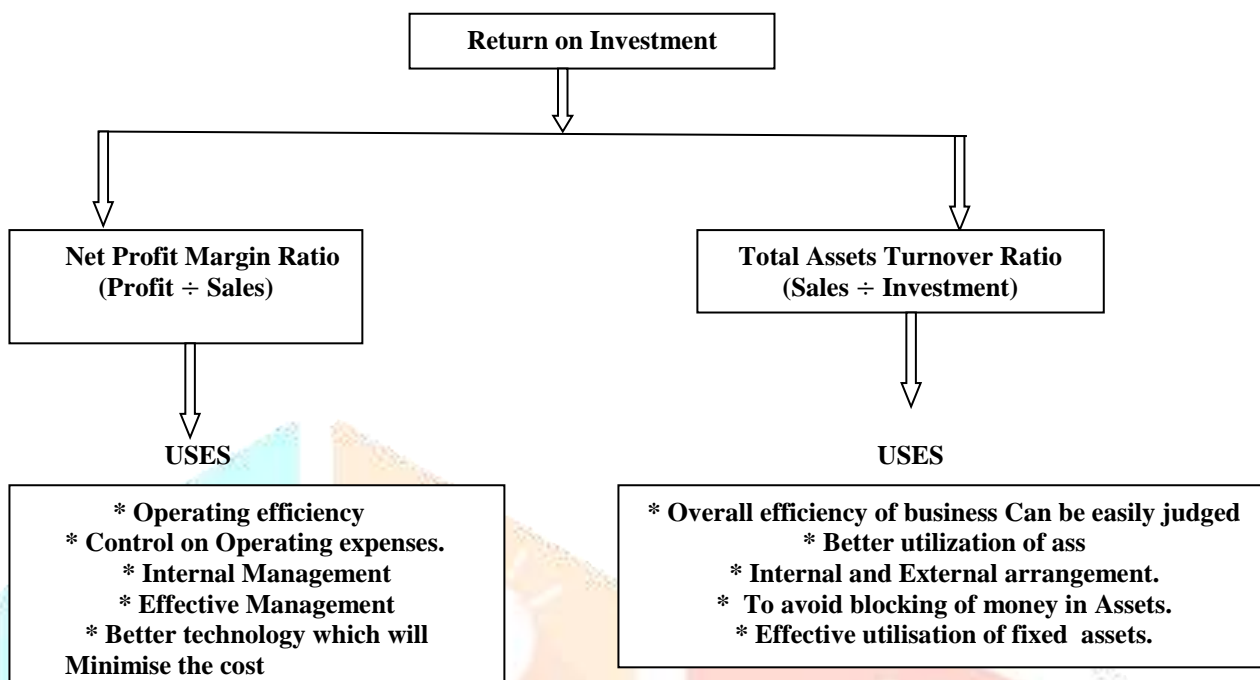 Return on Investment
Net Profit Margin Ratio
(Profit ÷ Sales)
Total Assets Turnover Ratio
(Sales ÷ Investment)
USES
* Operating efficiency
* Control on Operating expenses.
* Internal Management
* Effective Management
* Better technology which will
Minimise the cost
USES
* Overall efficiency of business Can be easily judged
* Better utilization of ass
* Internal and External arrangement.
* To avoid blocking of money in Assets.
* Effective utilisation of fixed assets.